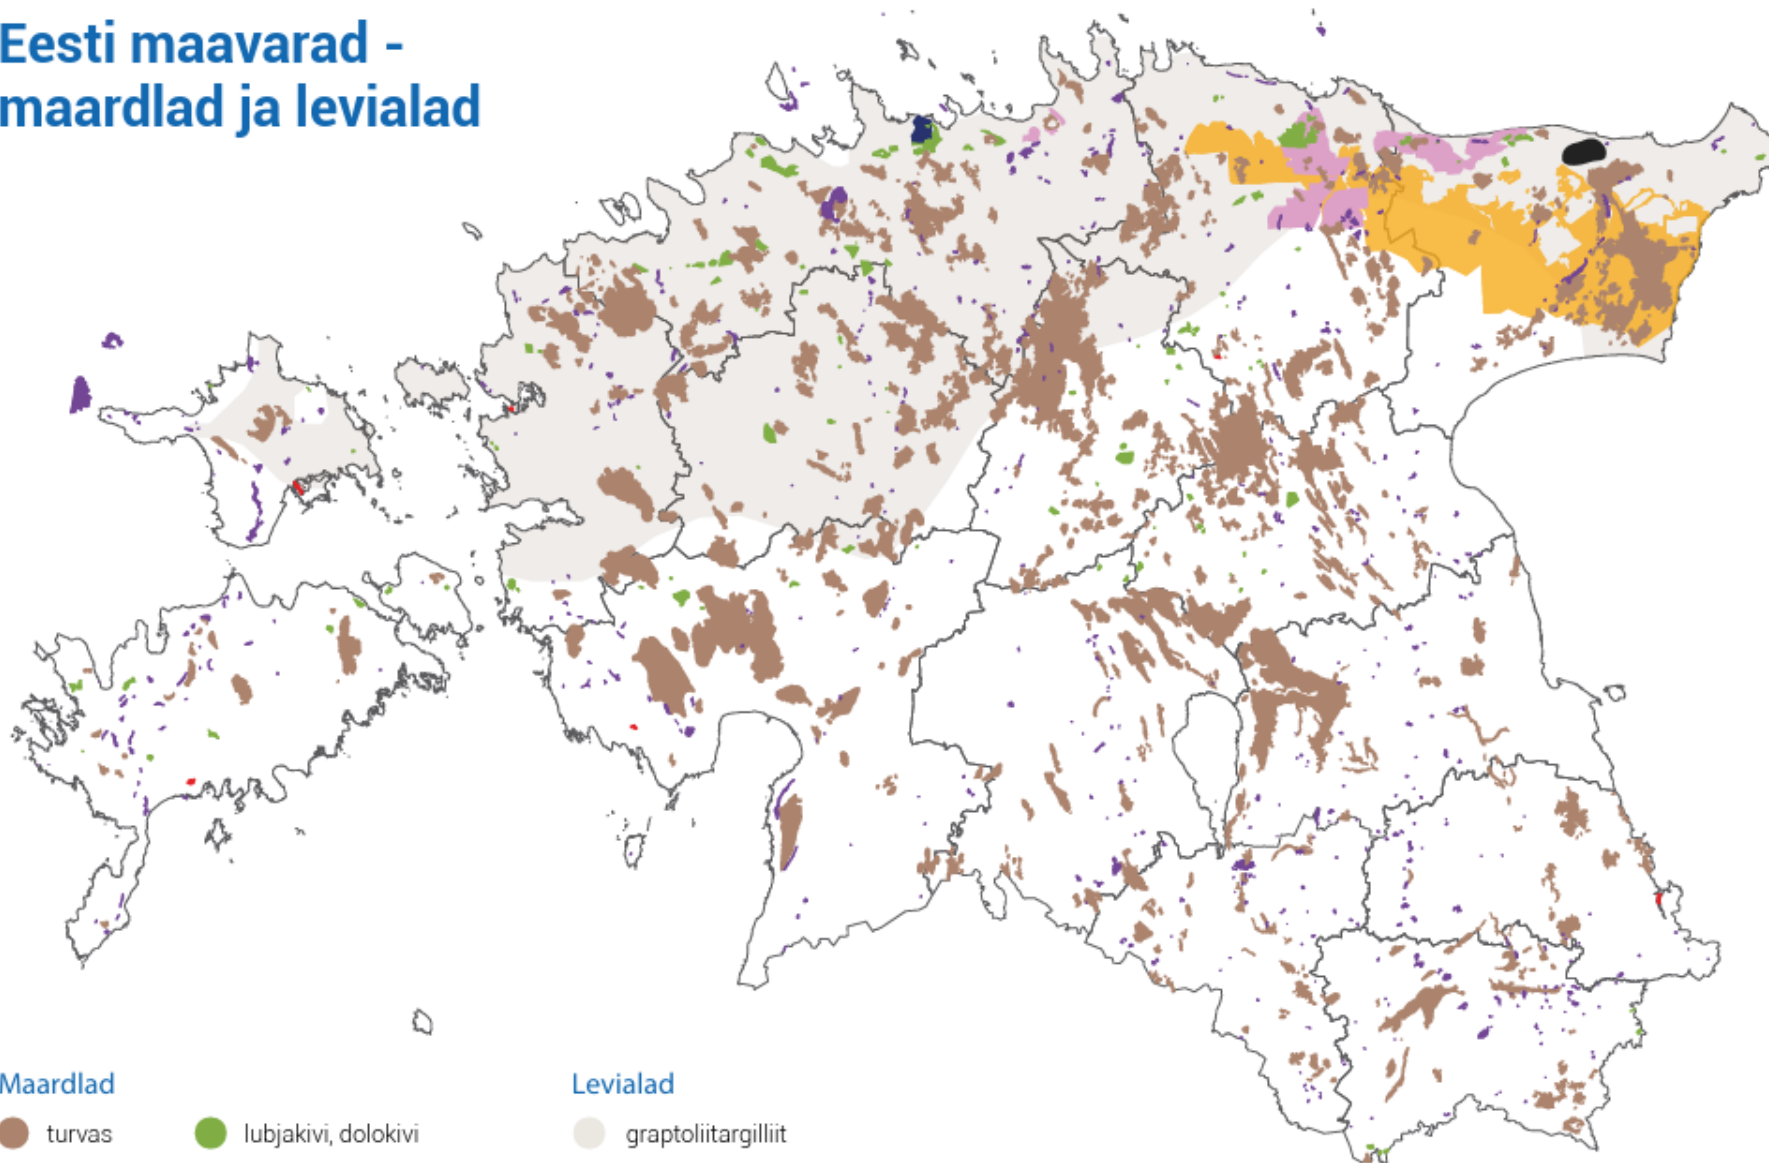 Eesti maavarad -
maardlad ja levialad
Maardlad
turvas
lubjakivi, dolokivi
Levialad
graptoliitargilliit